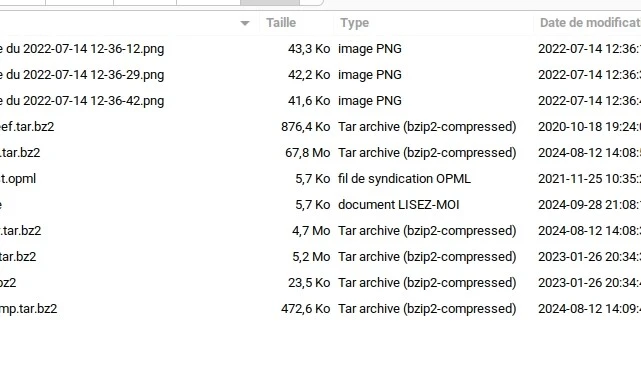 Taille Type Date de modificat
e du 2022-07-14 12-36-12.png 43,3 Ko image PNG 2022-07-14 12:36:
e du 2022-07-14 12-36-29.png 42,2 Ko image PNG 2022-07-14 12:36:
e du 2022-07-14 12-36-42.png 41,6 Ko image PNG 2022-07-14 12:36:
ef.tar.bz2 876,4 Ko Tar archive (bzip2-compressed) 2020-10-18 19:24:
.tar.bz2 67,8 Mo Tar archive (bzip2-compressed) 2024-08-12 14:08:
t.opml 5,7 Ko fil de syndication OPML 2021-11-25 10:35:
e 5,7 Ko document LISEZ-MOI 2024-09-28 21:08:
.tar.bz2 4,7 Mo Tar archive (bzip2-compressed) 2024-08-12 14:08:
tar.bz2 5,2 Mo Tar archive (bzip2-compressed) 2023-01-26 20:34:
bz2 23,5 Ko Tar archive (bzip2-compressed) 2023-01-26 20:34:
mp.tar.bz2 472,6 Ko Tar archive (bzip2-compressed) 2024-08-12 14:09: